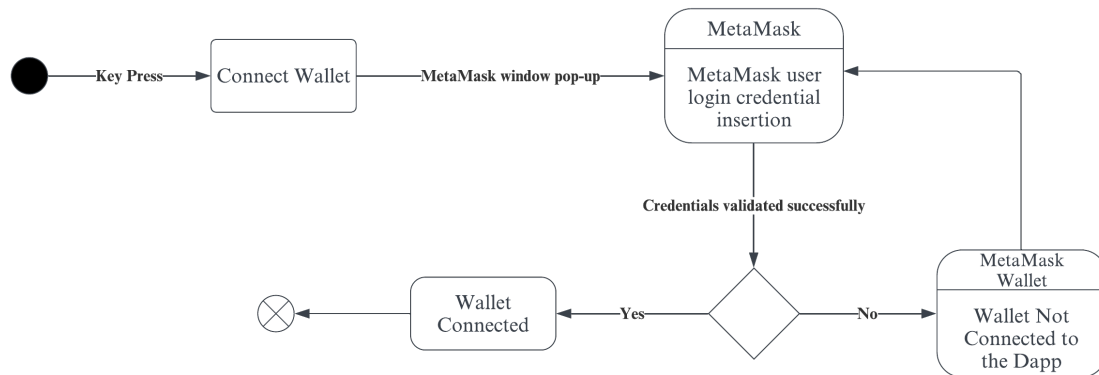 MetaMask
Key Press
Connect Wallet
MetaMask window pop-up
MetaMask user
login credential
insertion
Credentials validated successfully
MetaMask
Wallet
Wallet
Connected
Yes
No
Wallet Not
Connected to
the Dapp